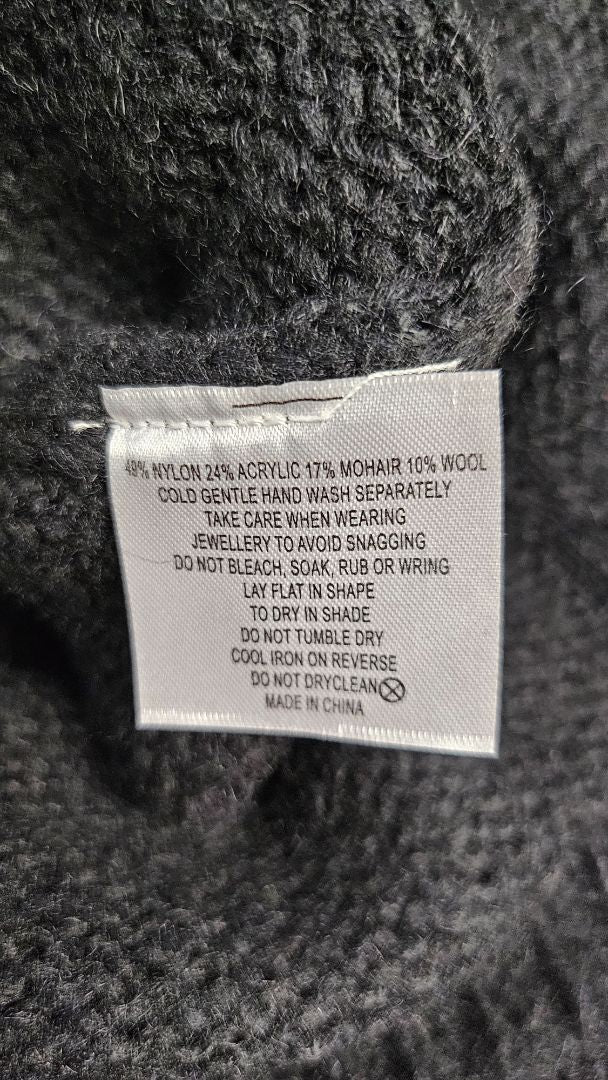 49% NYLON 24% ACRYLIC 17% MOHAIR 10% WOOL
COLD GENTLE HAND WASH SEPARATELY
TAKE CARE WHEN WEARING
JEWELLERY TO AVOID SNAGGING
DO NOT BLEACH, SOAK, RUB OR WRING
LAY FLAT IN SHAPE
TO DRY IN SHADE
DO NOT TUMBLE DRY
COOL IRON ON REVERSE
DO NOT DRYCLEAN
MADE IN CHINA